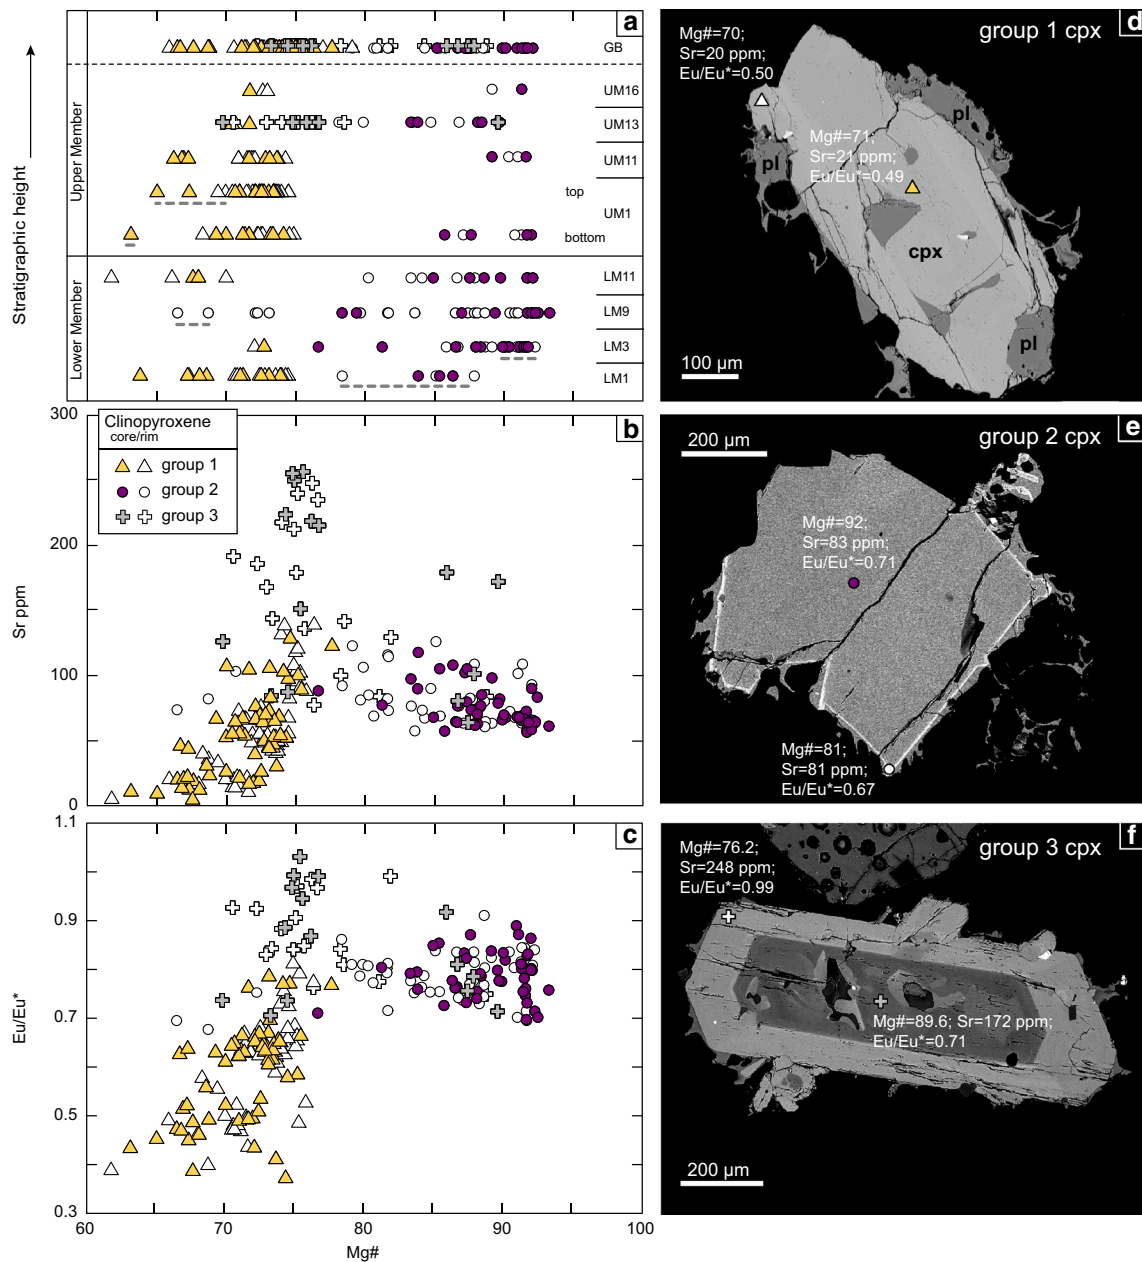 a
Stratigraphic height
Upper Member
Lower Member
GB
UM16
UM13
UM11
top
UM1
bottom
LM11
LM9
LM3
LM1
b
Sr ppm
300
200
100
0
Clinopyroxene
core/rim
group 1
group 2
group 3
c
Eu/Eu*
1.1
0.9
0.7
0.5
0.3
60 70 80 90 100
Mg#
d
group 1 cpx
Mg#=70;
Sr=20 ppm;
Eu/Eu*=0.50
Mg#=71;
Sr=21 ppm;
Eu/Eu*=0.49
pl
pl
cpx
pl
100 µm
e
group 2 cpx
200 µm
Mg#=92;
Sr=83 ppm;
Eu/Eu*=0.71
Mg#=81;
Sr=81 ppm;
Eu/Eu*=0.67
f
group 3 cpx
Mg#=76.2;
Sr=248 ppm;
Eu/Eu*=0.99
Mg#=89.6; Sr=172 ppm;
Eu/Eu*=0.71
200 µm